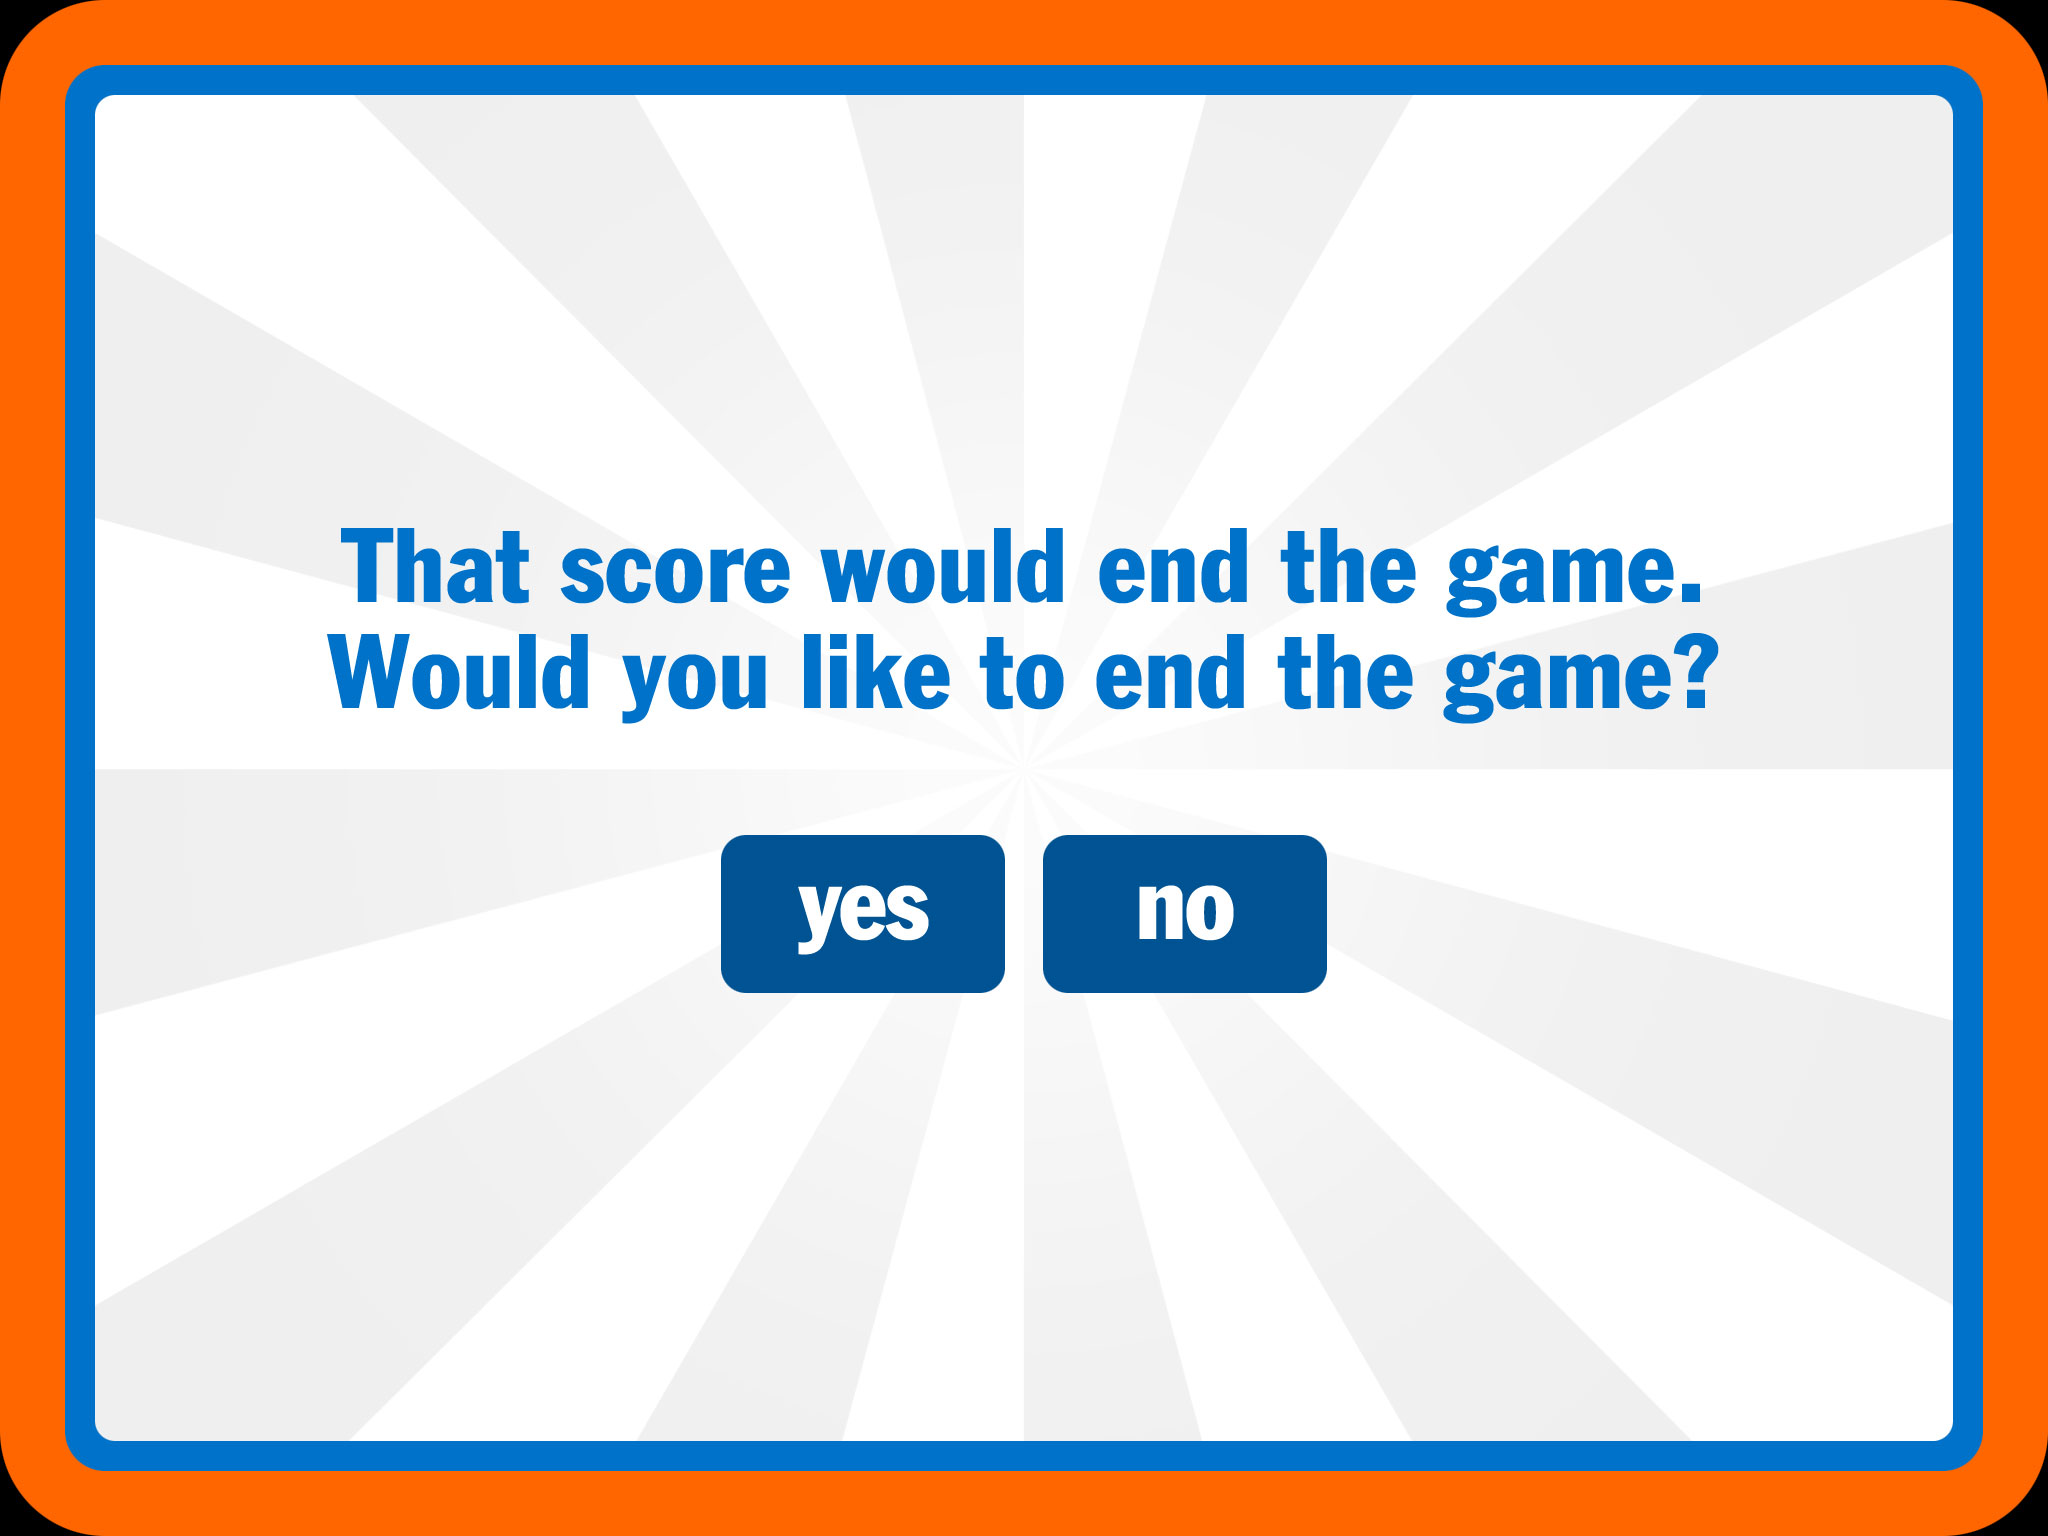 That score would end the game.
Would you like to end the game?
yes no